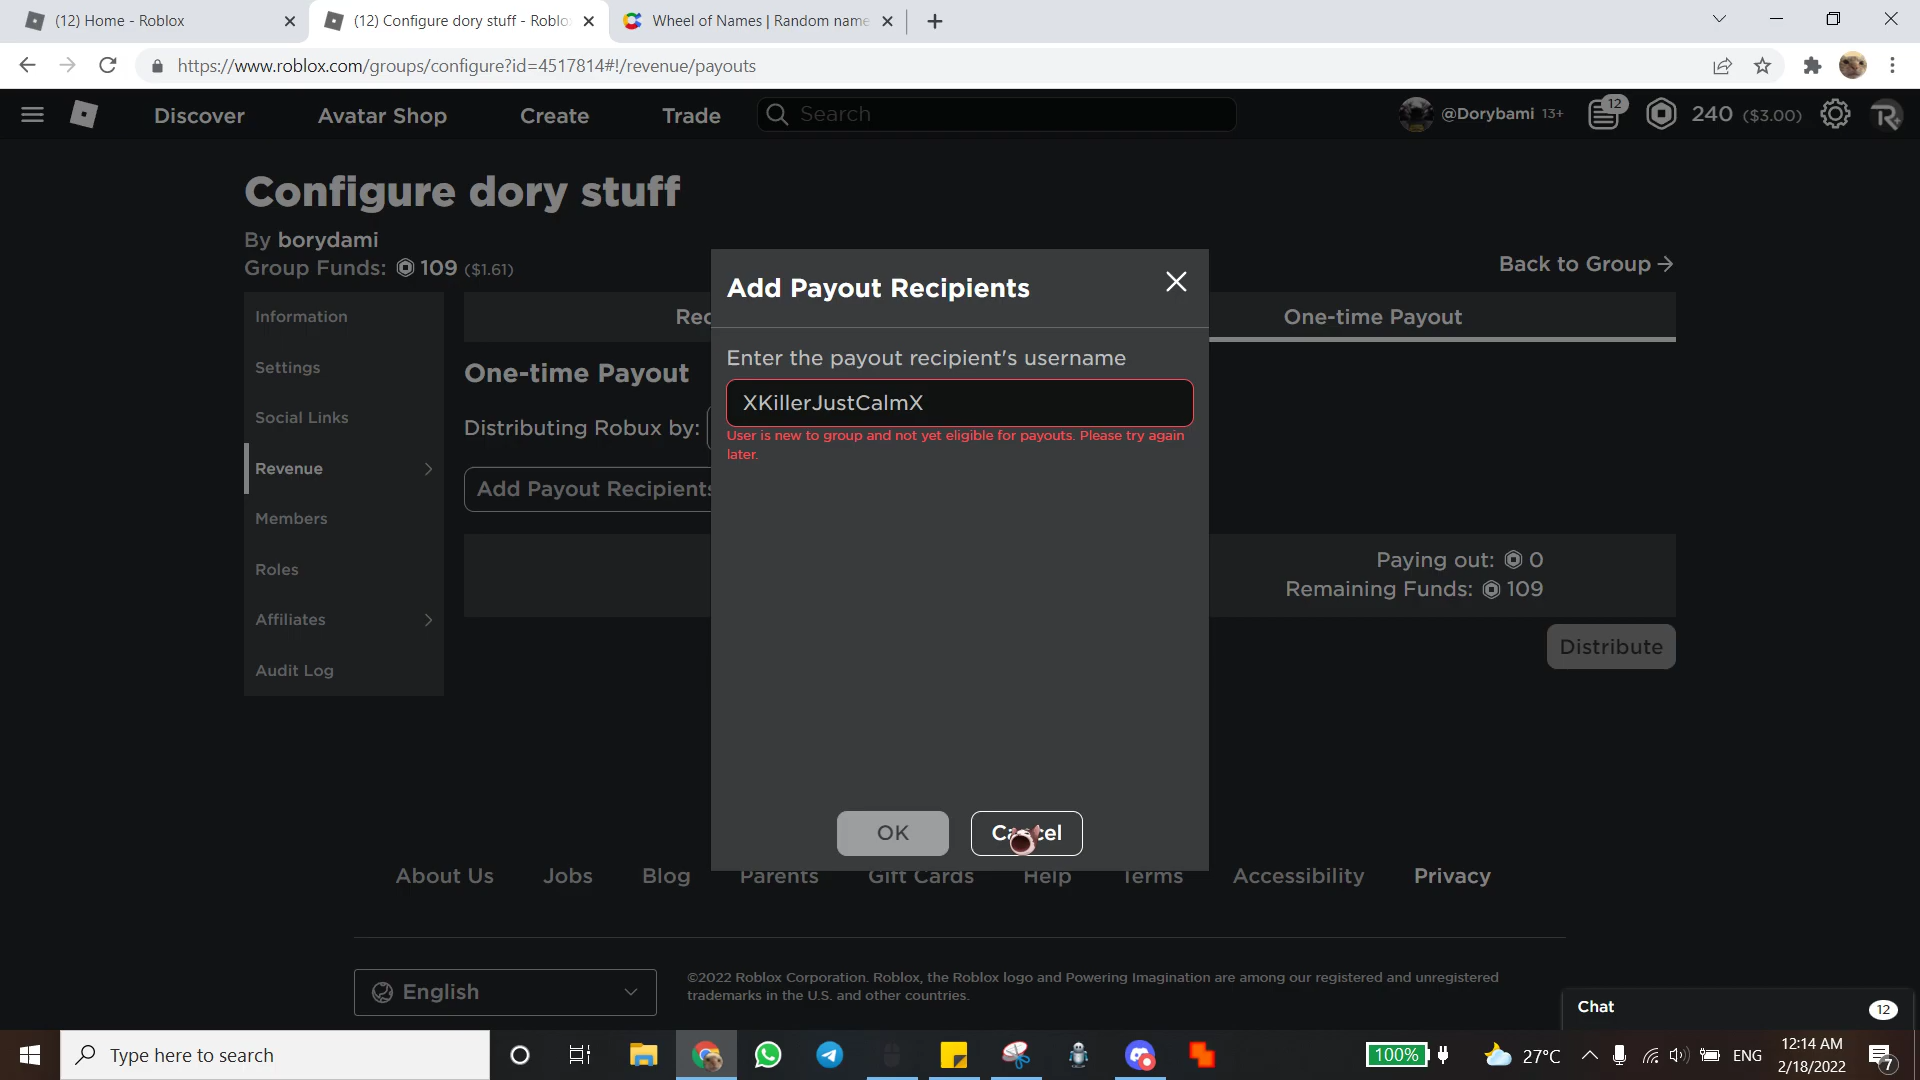 (12) Home - Roblox
(12) Configure dory stuff - Roblox
Wheel of Names | Random name
https://www.roblox.com/groups/configure?id=4517814#!/revenue/payouts
Discover
Avatar Shop
Create
Trade
Search
@Dorybami 13+
12
240 ($3.00)
R+
Configure dory stuff
By borydami
Group Funds: 109 ($1.61)
Back to Group
Information
Settings
Social Links
Revenue
Members
Roles
Affiliates
Audit Log
Rec
One-time Payout
One-time Payout
Distributing Robux by:
Add Payout Recipients
Paying out: 0
Remaining Funds: 109
Distribute
Add Payout Recipients
Enter the payout recipient's username
XKillerJustCalmX
User is new to group and not yet eligible for payouts. Please try again
later.
OK
Cancel
About Us
Jobs
Blog
Parents
Gift Cards
Help
Terms
Accessibility
Privacy
English
©2022 Roblox Corporation. Roblox, the Roblox logo and Powering Imagination are among our registered and unregistered
trademarks in the U.S. and other countries.
Chat
12
Type here to search
100%
27°C
ENG
12:14 AM
2/18/2022
7